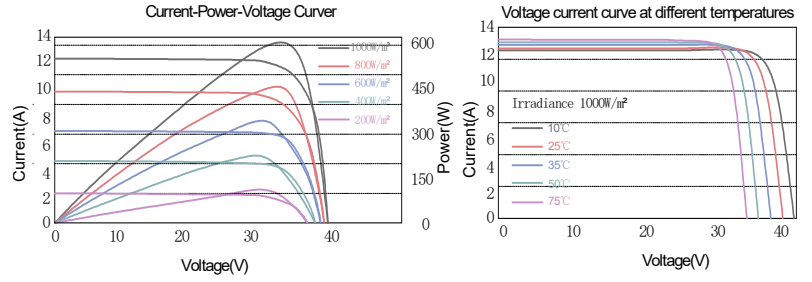 Current-Power-Voltage Curver
Current(A)
14
12
10
8
6
4
2
0
1000W/m²
800W/m²
600W/m²
400W/m²
200W/m²
600
450
300
150
0
Power(W)
0 10 20 30 40
Voltage(V)
Voltage current curve at different temperatures
Current(A)
14
12
10
8
6
4
2
0
Irradiance 1000W/m²
10℃
25℃
35℃
50℃
75℃
0 10 20 30 40
Voltage(V)